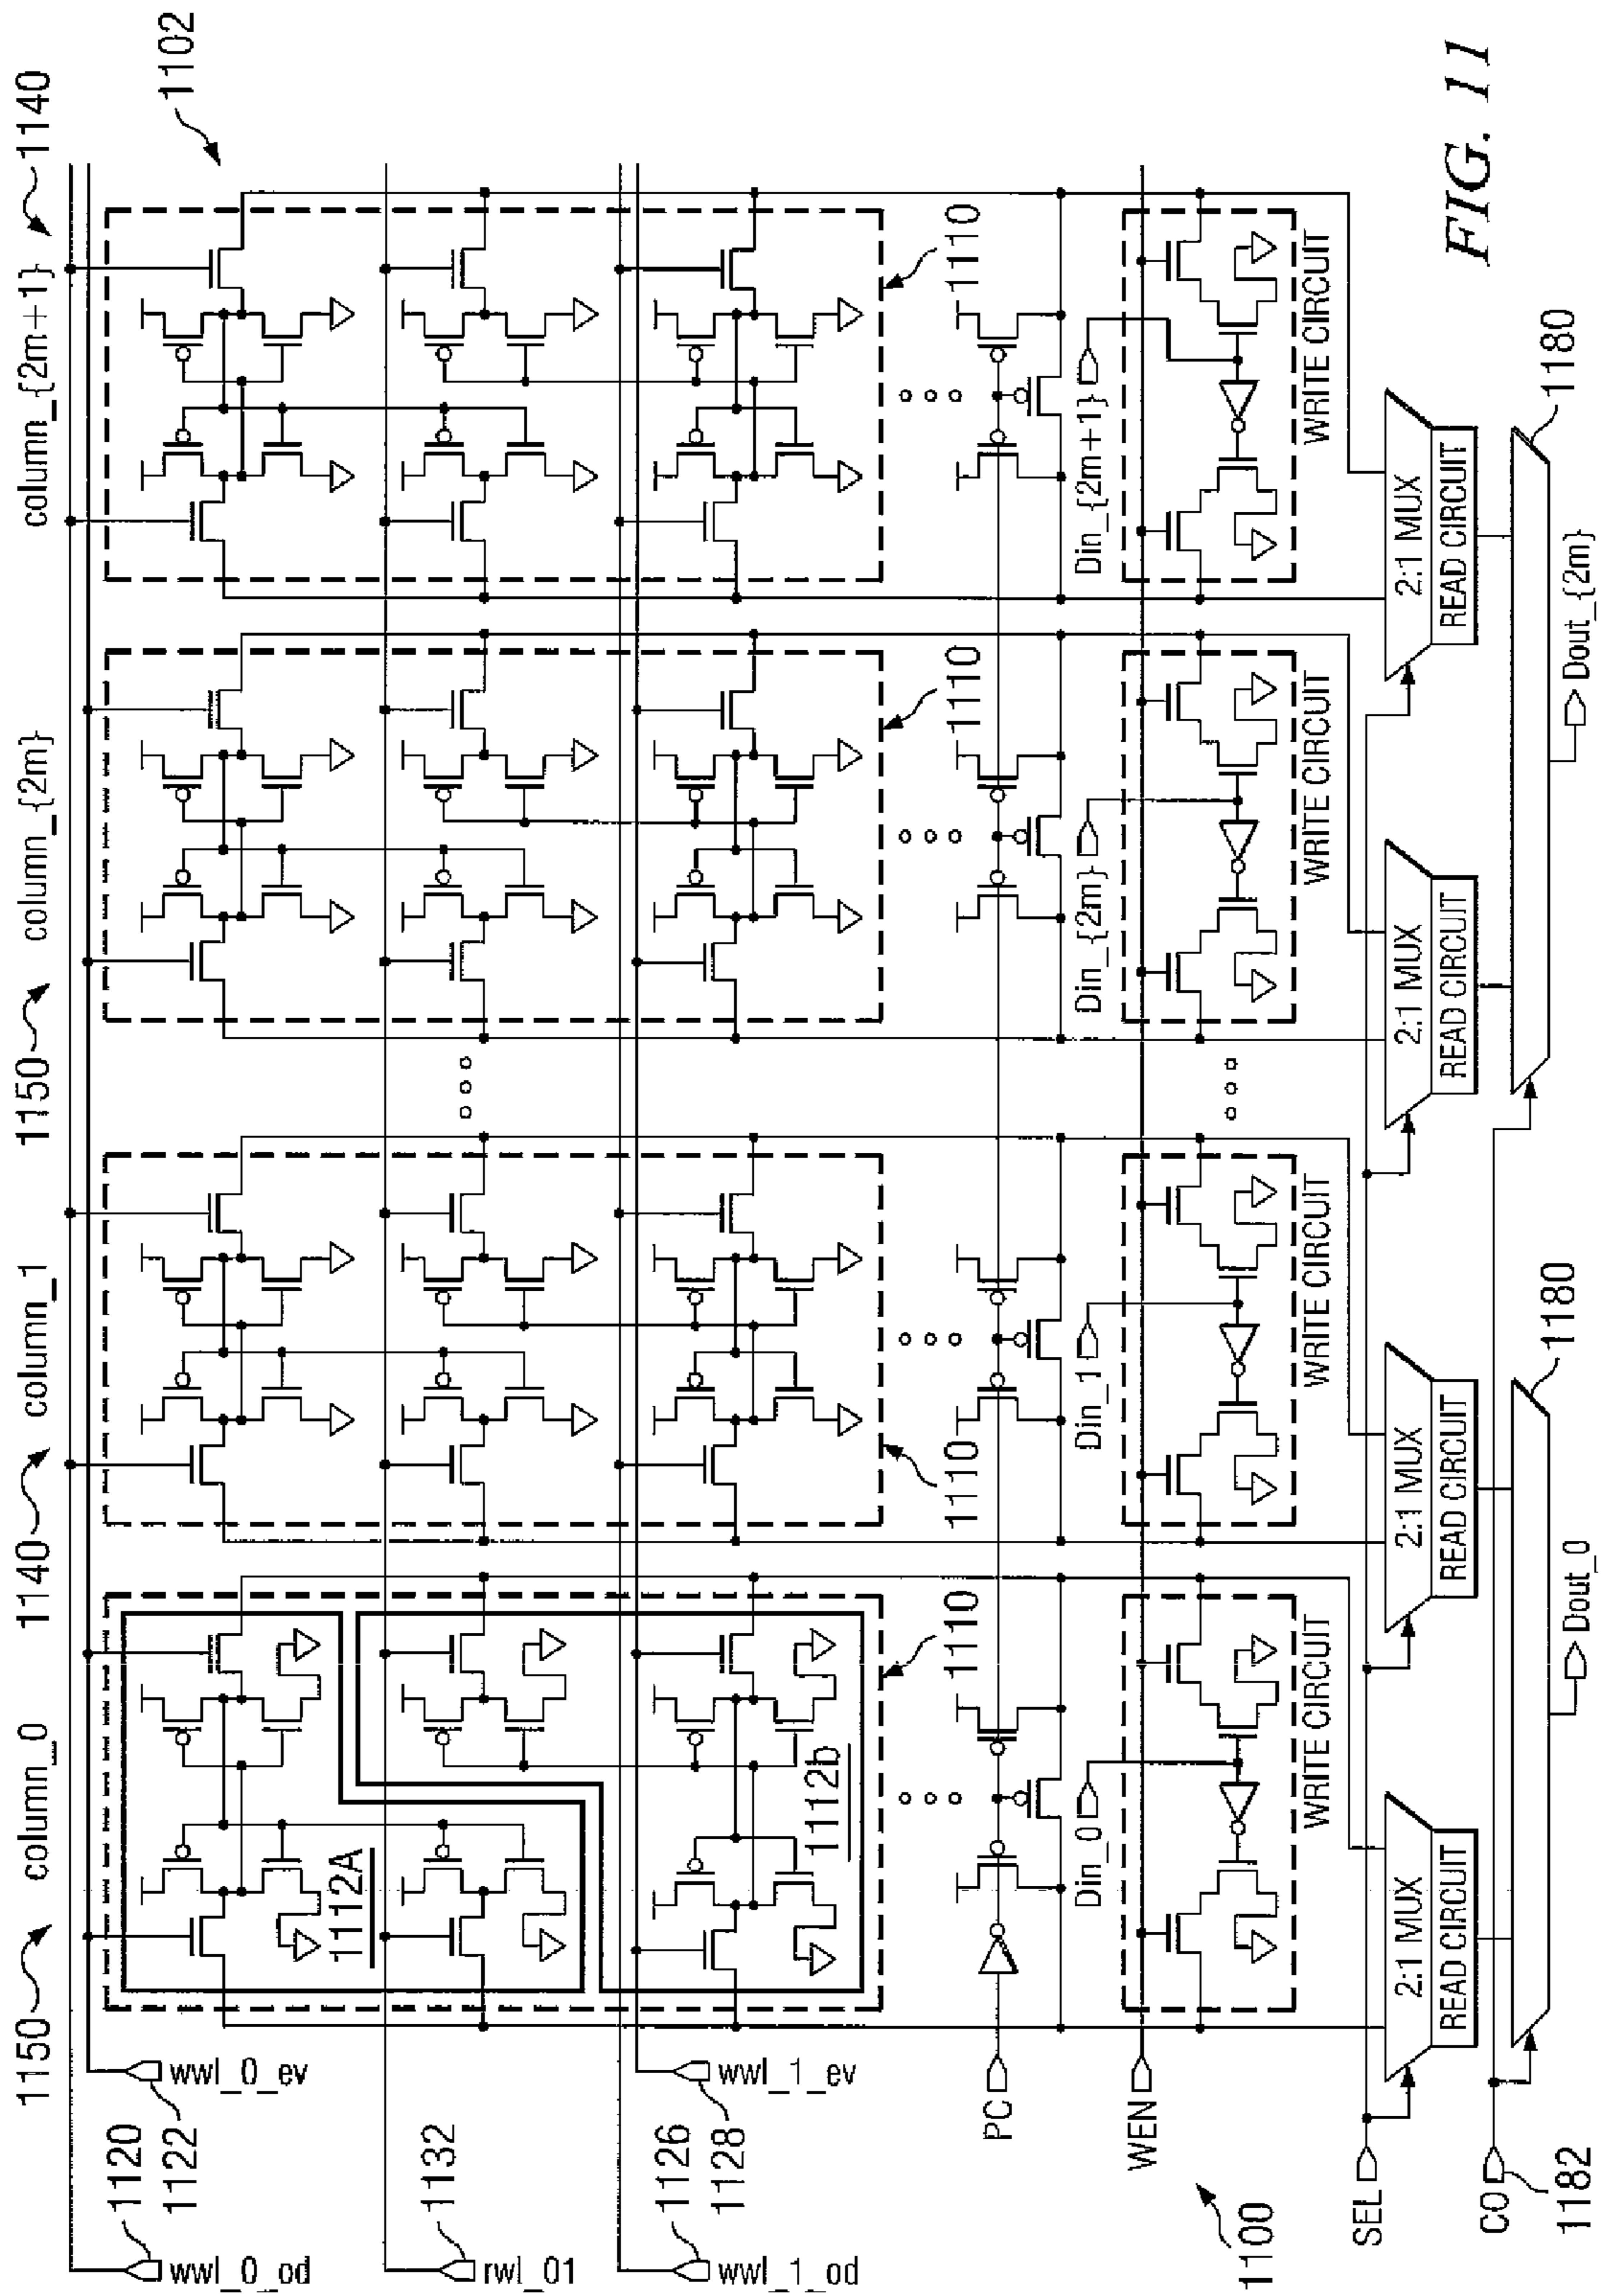 1150 column_0 1140 column_1 1150 column_{2m} column_{2m+1} 1140
1102
1120
1122
wwl_0_od
wwl_0_ev
1112A
1132
rwl_01
1126
1128
wwl_1_od
wwl_1_ev
1112b
1110
1110
1110
1110
PC
Din_0
Din_1
Din_{2m}
Din_{2m+1}
WEN
WRITE CIRCUIT
WRITE CIRCUIT
WRITE CIRCUIT
WRITE CIRCUIT
1100
SEL
2:1 MUX
READ CIRCUIT
2:1 MUX
READ CIRCUIT
2:1 MUX
READ CIRCUIT
2:1 MUX
READ CIRCUIT
CO
1182
1180
1180
Dout_0
Dout_{2m}
FIG. 11